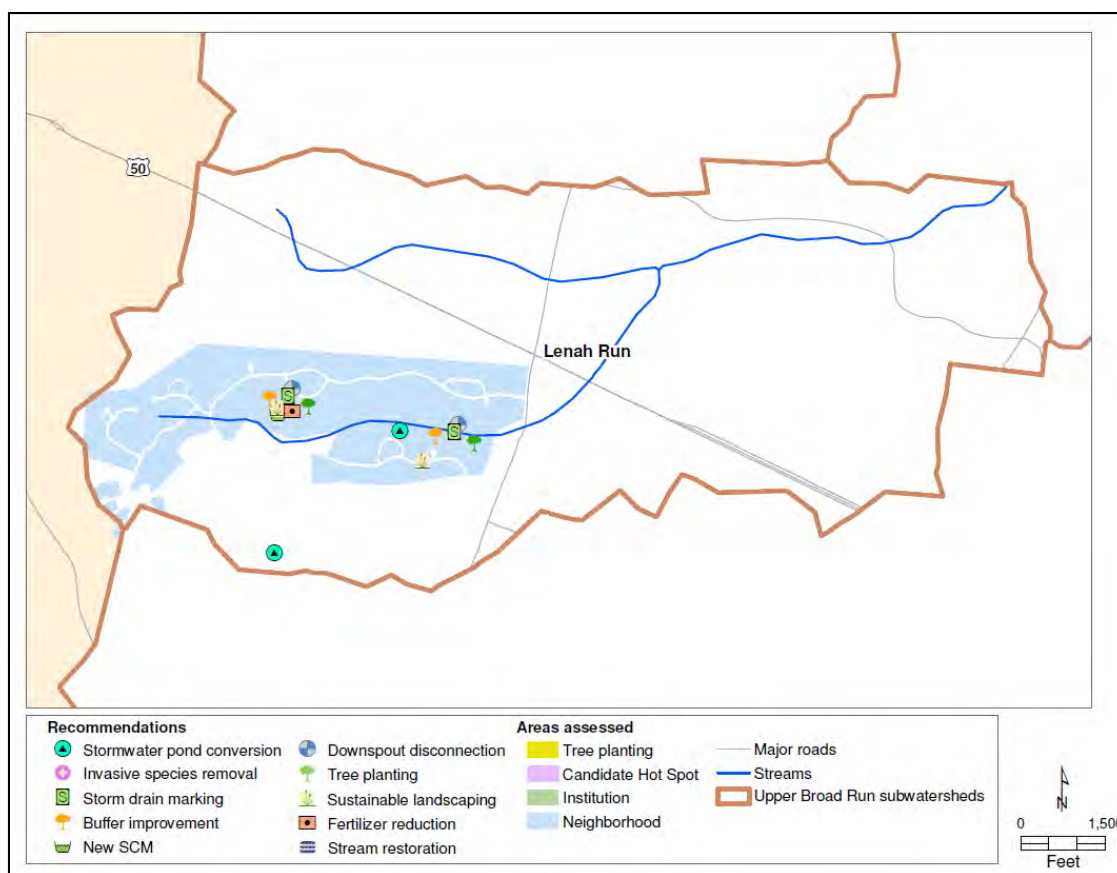 50
Lenah Run
Recommendations
Stormwater pond conversion
Invasive species removal
S Storm drain marking
Buffer improvement
New SCM
Downspout disconnection
Tree planting
Sustainable landscaping
Fertilizer reduction
Stream restoration
Areas assessed
Tree planting
Candidate Hot Spot
Institution
Neighborhood
Major roads
Streams
Upper Broad Run subwatersheds
N
0 1,500
Feet
S
S